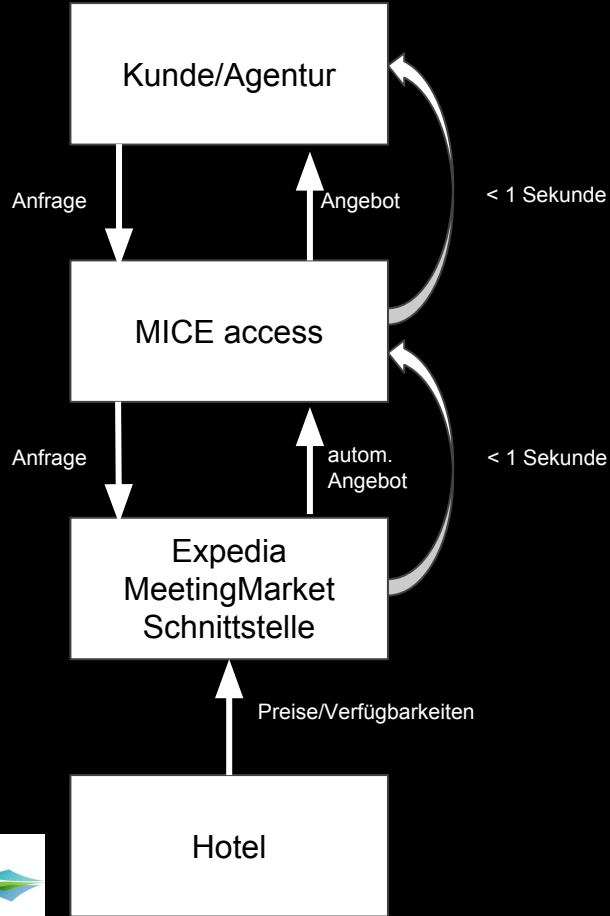 Kunde/Agentur
Anfrage
Angebot
< 1 Sekunde
MICE access
Anfrage
autom.
Angebot
< 1 Sekunde
Expedia
MeetingMarket
Schnittstelle
Preise/Verfügbarkeiten
Hotel